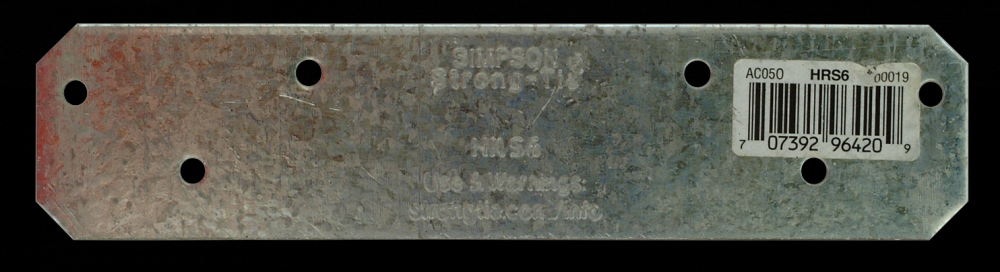 SIMPSON
Strong-Tie
HRS6
Use & Warnings:
strongtie.com/info
AC050 HRS6 00019
7 07392 96420 9